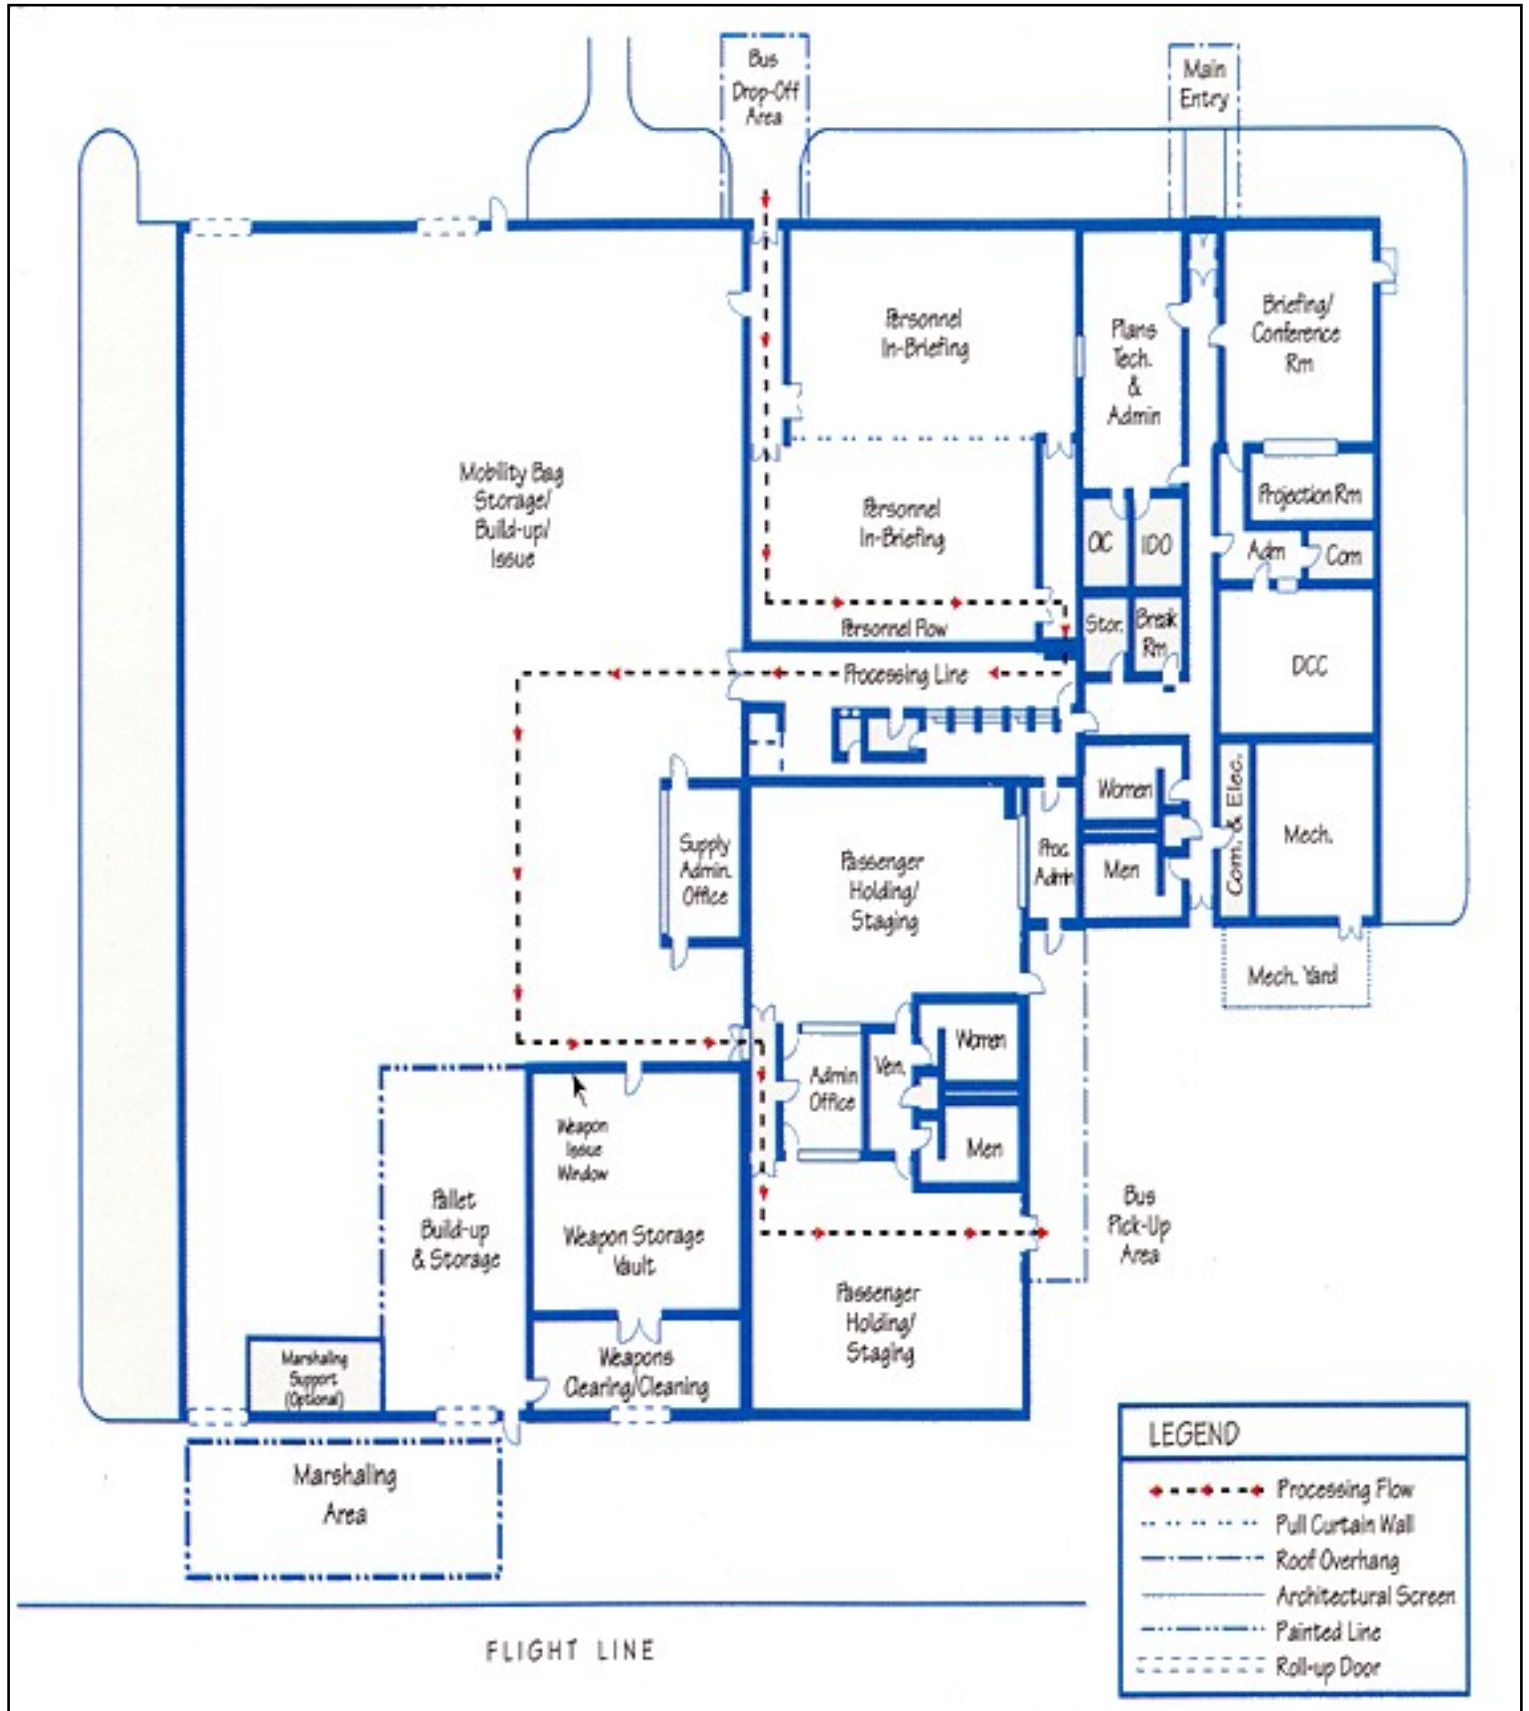 Bus
Drop-Off
Area
Main
Entry
Personnel
In-Briefing
Plans
Tech.
&
Admin
Briefing/
Conference
Rm
Mobility Bag
Storage/
Build-up/
Issue
Personnel
In-Briefing
OIC
IDO
Projection Rm
Adm
Com
Personnel Flow
Stor.
Break
Rm
Processing Line
DCC
Supply
Admin.
Office
Passenger
Holding/
Staging
Proc.
Admin
Women
Men
Com. & Elec.
Mech.
Mech. Yard
Admin
Office
Ven.
Women
Men
Weapon
Issue
Window
Pallet
Build-up
& Storage
Weapon Storage
Vault
Bus
Pick-Up
Area
Passenger
Holding/
Staging
Marshaling
Support
(Optional)
Weapons
Clearing/Cleaning
Marshaling
Area
FLIGHT LINE
LEGEND
Processing Flow
Pull Curtain Wall
Roof Overhang
Architectural Screen
Painted Line
Roll-up Door